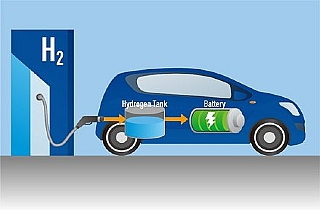 H₂
Hydrogen Tank
Battery